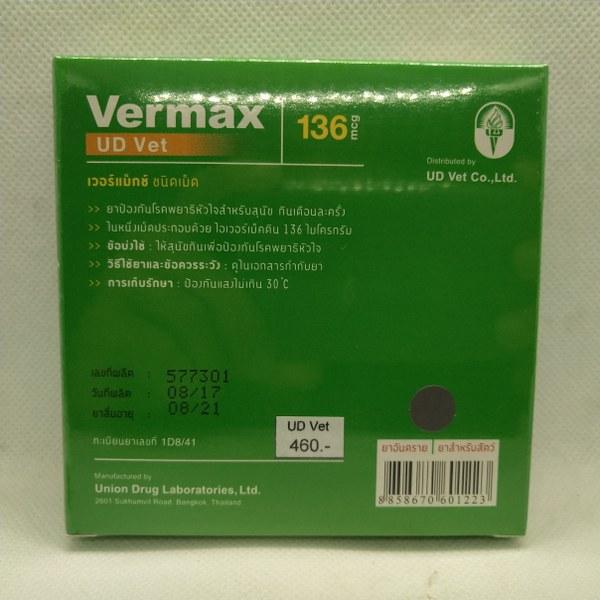 Vermax
UD Vet
136 mcg
Distributed by
UD Vet Co.,Ltd.
เวอร์แม็กซ์ ชนิดเม็ด
>> ยาป้องกันโรคพยาธิหัวใจสำหรับสุนัข กินเดือนละครั้ง
>> ในหนึ่งเม็ดประกอบด้วย ไอเวอร์เม็คติน 136 ไมโครกรัม
>> ข้อบ่งใช้ : ให้สุนัขกินเพื่อป้องกันโรคพยาธิหัวใจ
>> วิธีใช้ยาและข้อควรระวัง : ดูในเอกสารกำกับยา
>> การเก็บรักษา : ป้องกันแสงไม่เกิน 30°C
เลขที่ผลิต : 577301
วันที่ผลิต : 08/17
ยาสิ้นอายุ : 08/21
ทะเบียนยาเลขที่ 1D8/41
UD Vet
460.-
ยาอันตราย | ยาสำหรับสัตว์
8858670601223
Manufactured by
Union Drug Laboratories, Ltd.
2601 Sukhumvit Road, Bangkok, Thailand